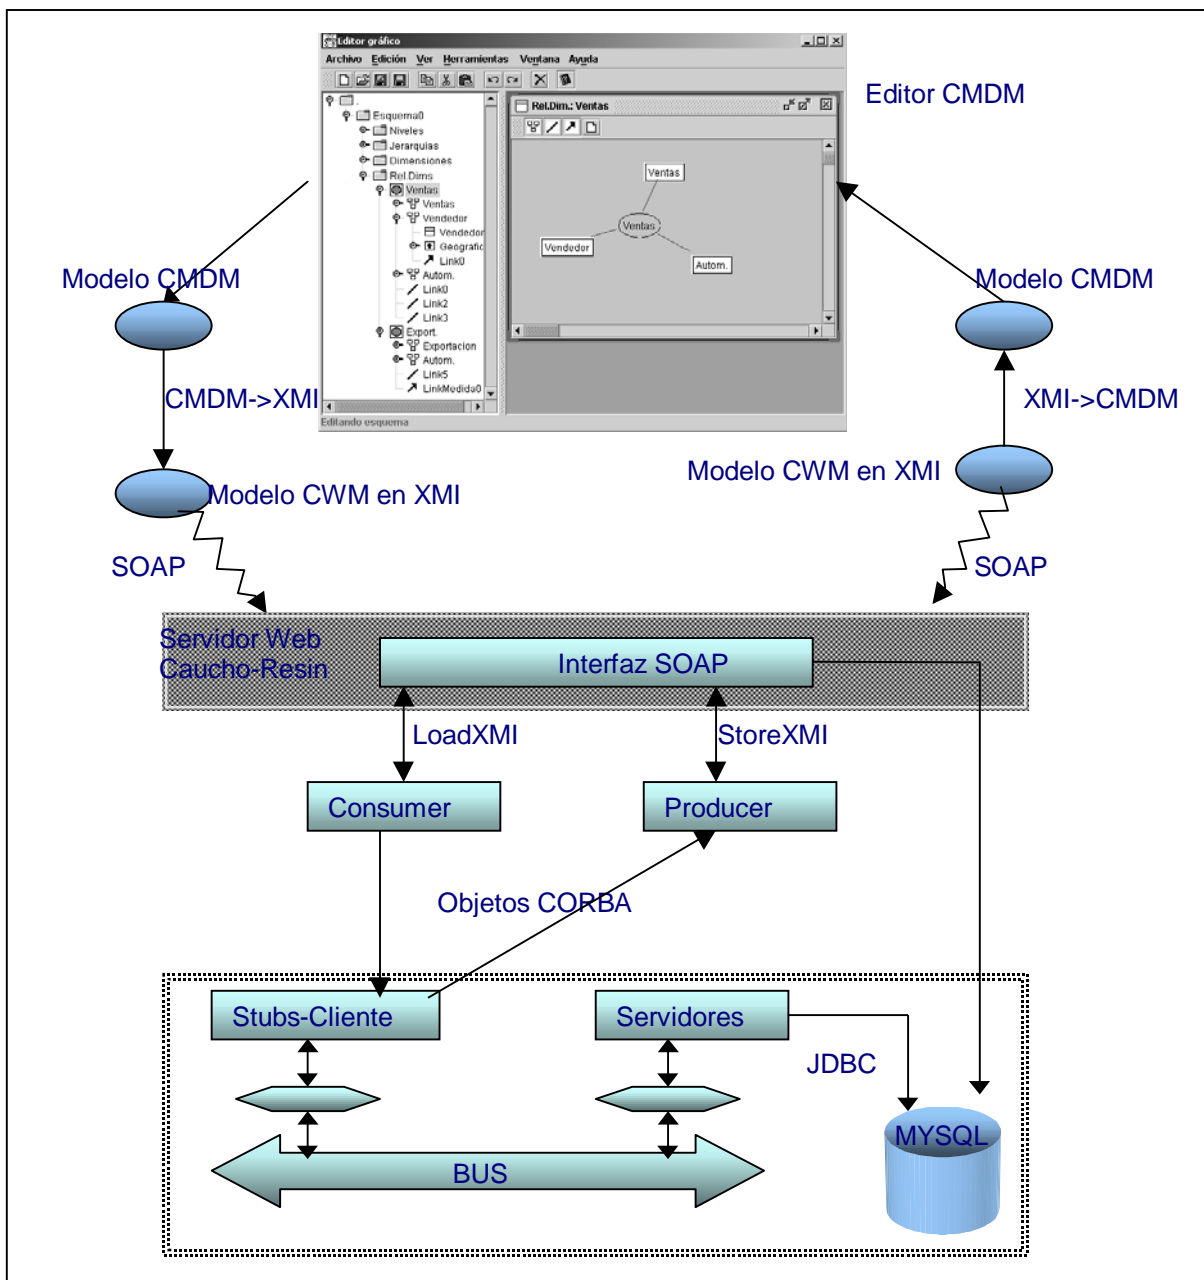 Editor gráfico
Archivo Edición Ver Herramientas Ventana Ayuda
Editor CMDM
.
Esquema0
Niveles
Jerarquias
Dimensiones
Rel.Dims
Ventas
Ventas
Vendedor
Vendedor
Geografic
Link0
Autom.
Link0
Link2
Link3
Export.
Exportacion
Autom.
Link5
LinkMedida0
Editando esquema
Rel.Dim.: Ventas
Ventas
Ventas
Vendedor
Autom.
Modelo CMDM
Modelo CMDM
CMDM->XMI
XMI->CMDM
Modelo CWM en XMI
Modelo CWM en XMI
SOAP
SOAP
Servidor Web
Caucho-Resin
Interfaz SOAP
LoadXMI
StoreXMI
Consumer
Producer
Objetos CORBA
Stubs-Cliente
Servidores
JDBC
MYSQL
BUS